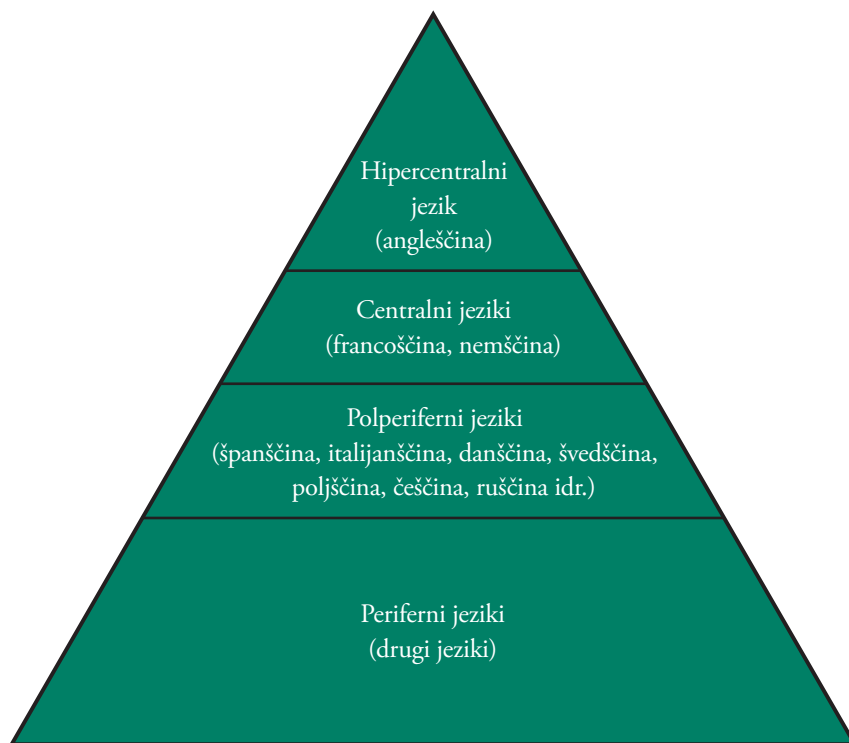 Hipercentralni
jezik
(angleščina)
Centralni jeziki
(francoščina, nemščina)
Polperiferni jeziki
(španščina, italijanščina, danščina, švedščina,
poljščina, češčina, ruščina idr.)
Periferni jeziki
(drugi jeziki)